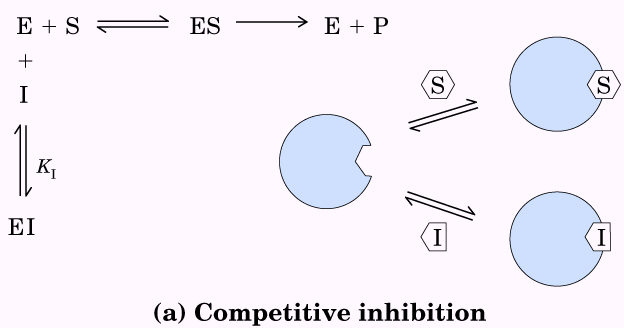 E + S ⇌ ES ⟶ E + P
+
I
K_I
EI
S
S
I
I
(a) Competitive inhibition